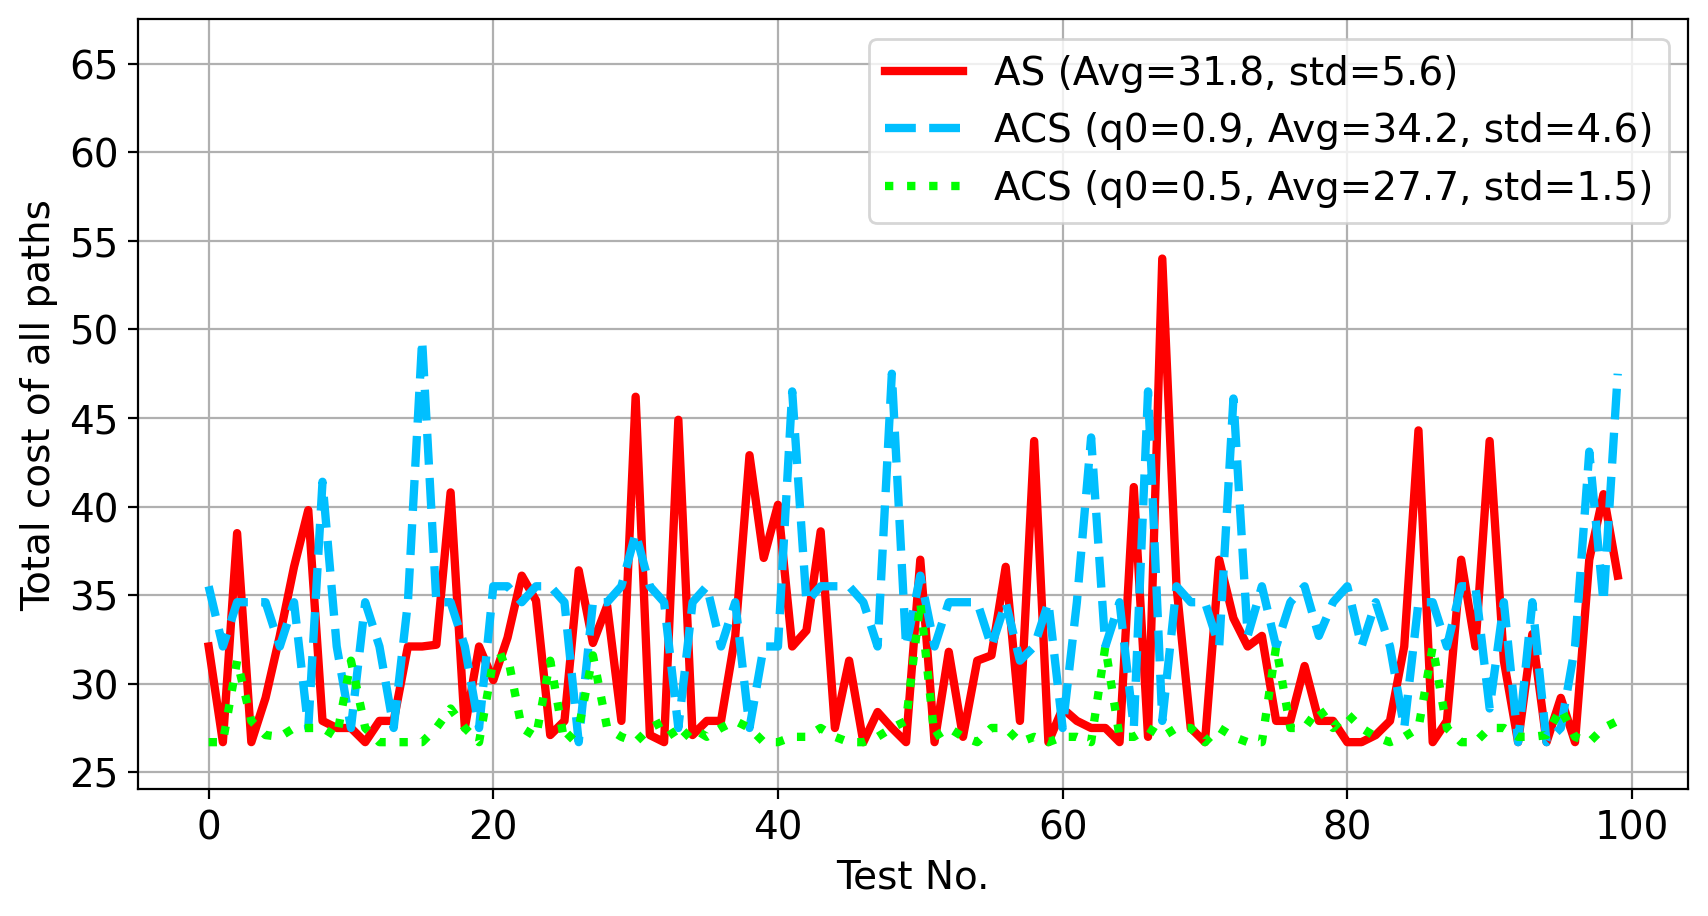 Total cost of all paths
65
60
55
50
45
40
35
30
25
AS (Avg=31.8, std=5.6)
ACS (q0=0.9, Avg=34.2, std=4.6)
ACS (q0=0.5, Avg=27.7, std=1.5)
0 20 40 60 80 100
Test No.